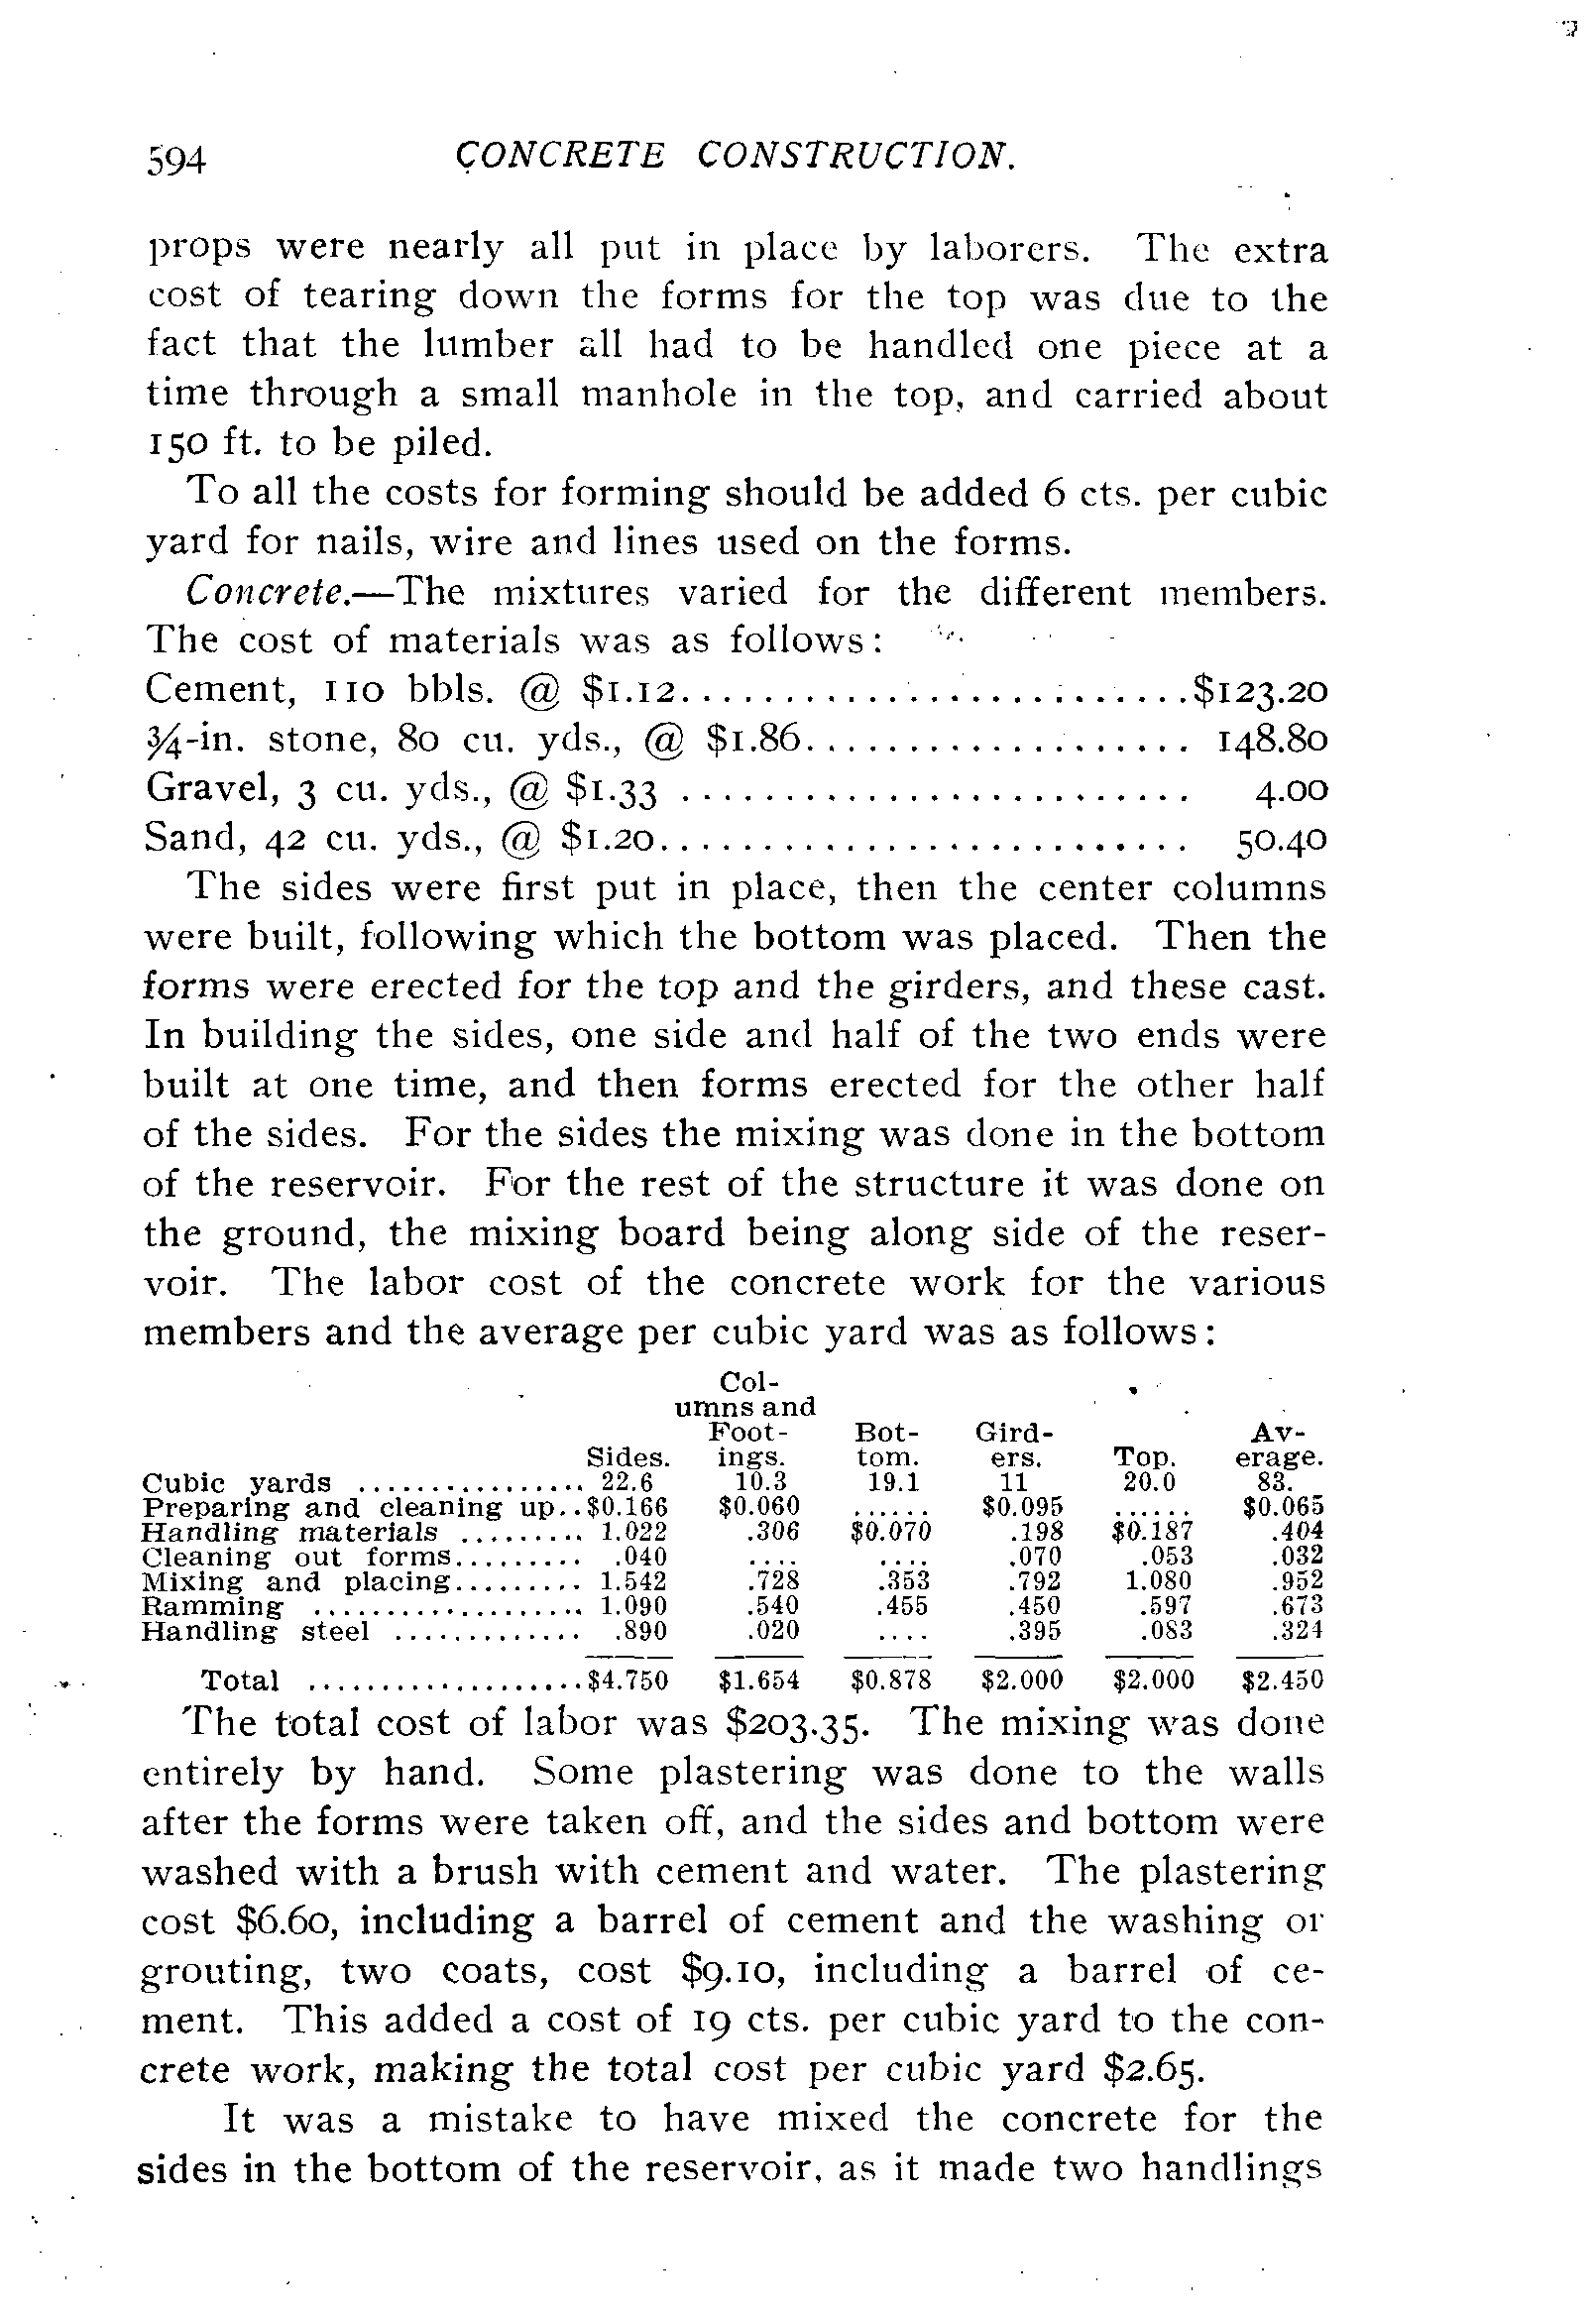 594 CONCRETE CONSTRUCTION.
props were nearly all put in place by laborers. The extra
cost of tearing down the forms for the top was due to the
fact that the lumber all had to be handled one piece at a
time through a small manhole in the top, and carried about
150 ft. to be piled.
To all the costs for forming should be added 6 cts. per cubic
yard for nails, wire and lines used on the forms.
Concrete.—The mixtures varied for the different members.
The cost of materials was as follows:
Cement, 110 bbls. @ $1.12.........................$123.20
¾-in. stone, 80 cu. yds., @ $1.86................... 148.80
Gravel, 3 cu. yds., @ $1.33 ......................... 4.00
Sand, 42 cu. yds., @ $1.20.......................... 50.40
The sides were first put in place, then the center columns
were built, following which the bottom was placed. Then the
forms were erected for the top and the girders, and these cast.
In building the sides, one side and half of the two ends were
built at one time, and then forms erected for the other half
of the sides. For the sides the mixing was done in the bottom
of the reservoir. For the rest of the structure it was done on
the ground, the mixing board being along side of the reser-
voir. The labor cost of the concrete work for the various
members and the average per cubic yard was as follows:
Col-
umns and
Foot- Bot- Gird- Av-
Sides. ings. tom. ers. Top. erage.
Cubic yards ................ 22.6 10.3 19.1 11 20.0 83.
Preparing and cleaning up..$0.166 $0.060 ...... $0.095 ...... $0.065
Handling materials ......... 1.022 .306 $0.070 .198 $0.187 .404
Cleaning out forms......... .040 .... .... .070 .053 .032
Mixing and placing......... 1.542 .728 .353 .792 1.080 .952
Ramming ................... 1.090 .540 .455 .450 .597 .673
Handling steel ............. .890 .020 .... .395 .083 .324
Total ...................$4.750 $1.654 $0.878 $2.000 $2.000 $2.450
The total cost of labor was $203.35. The mixing was done
entirely by hand. Some plastering was done to the walls
after the forms were taken off, and the sides and bottom were
washed with a brush with cement and water. The plastering
cost $6.60, including a barrel of cement and the washing or
grouting, two coats, cost $9.10, including a barrel of ce-
ment. This added a cost of 19 cts. per cubic yard to the con-
crete work, making the total cost per cubic yard $2.65.
It was a mistake to have mixed the concrete for the
sides in the bottom of the reservoir, as it made two handlings